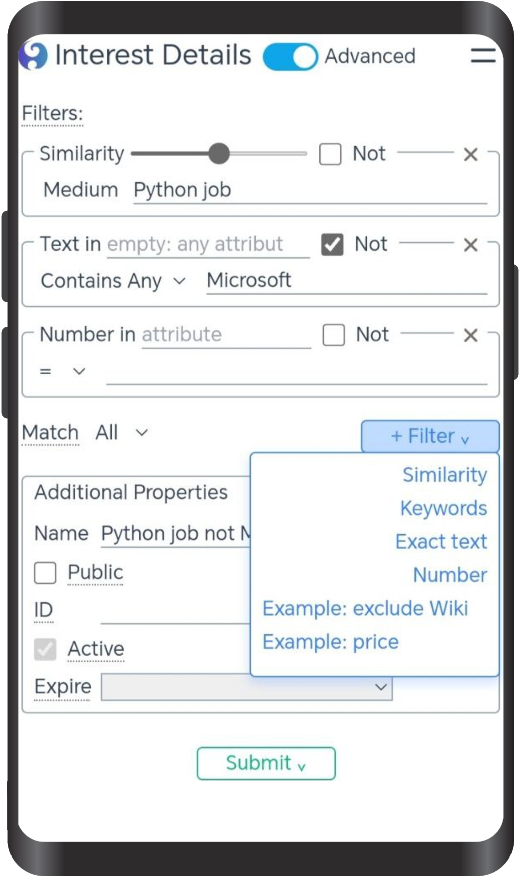 Interest Details Advanced
Filters:
Similarity Not
Medium Python job
Text in empty: any attribut Not
Contains Any Microsoft
Number in attribute Not
=
Match All + Filter
Similarity
Keywords
Exact text
Number
Example: exclude Wiki
Example: price
Additional Properties
Name Python job not
Public
ID
Active
Expire
Submit